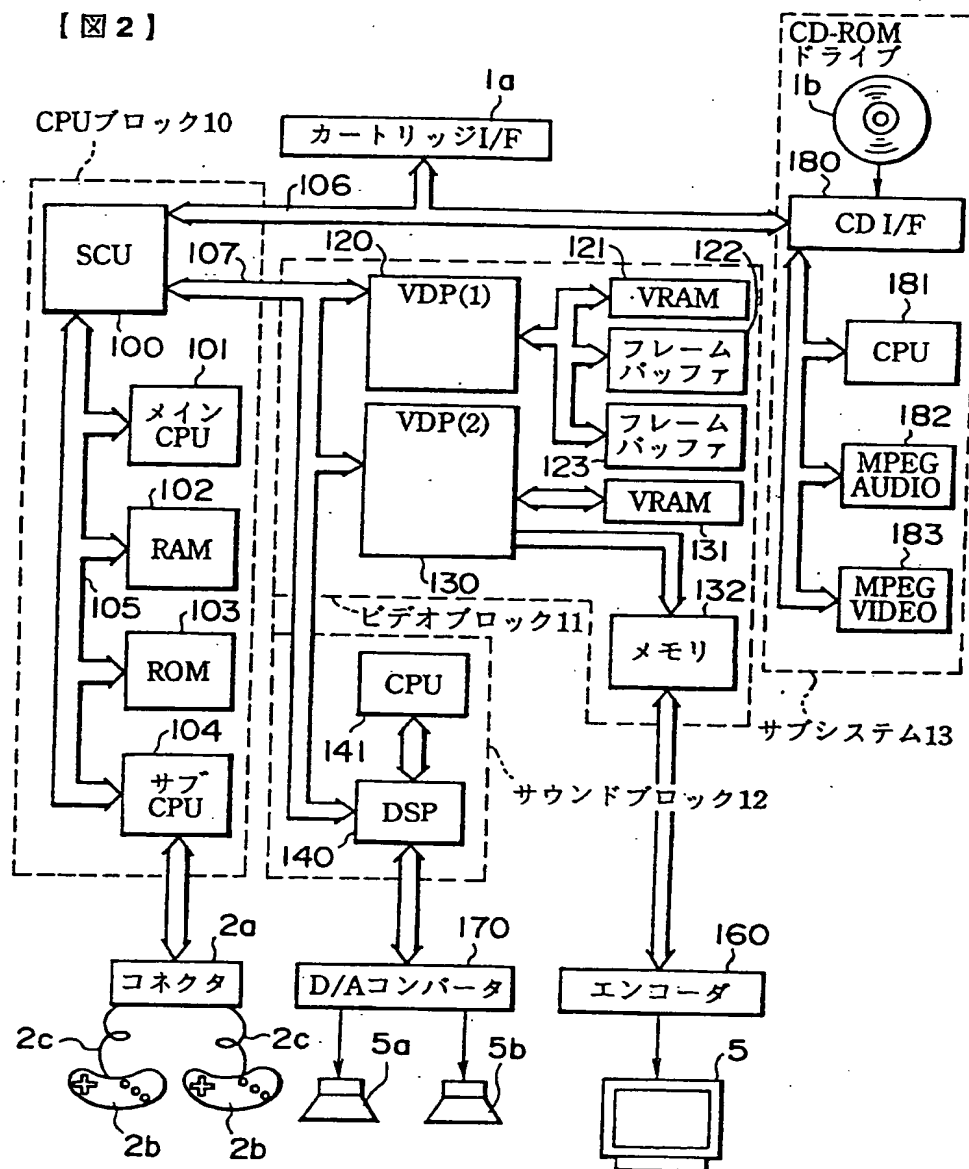 【図2】
CD-ROM
ドライブ
1b
1a
カートリッジI/F
CPUブロック10
106
180
CD I/F
SCU
107
100
120
VDP(1)
121
122
VRAM
フレーム
バッファ
フレーム
バッファ
123
VDP(2)
130
VRAM
131
181
CPU
182
MPEG
AUDIO
183
MPEG
VIDEO
101
メイン
CPU
102
RAM
105
103
ROM
104
サブ
CPU
ビデオブロック11
132
メモリ
サブシステム13
CPU
141
DSP
140
サウンドブロック12
2a
コネクタ
2c
2c
2b
2b
170
D/Aコンバータ
5a
5b
160
エンコーダ
5